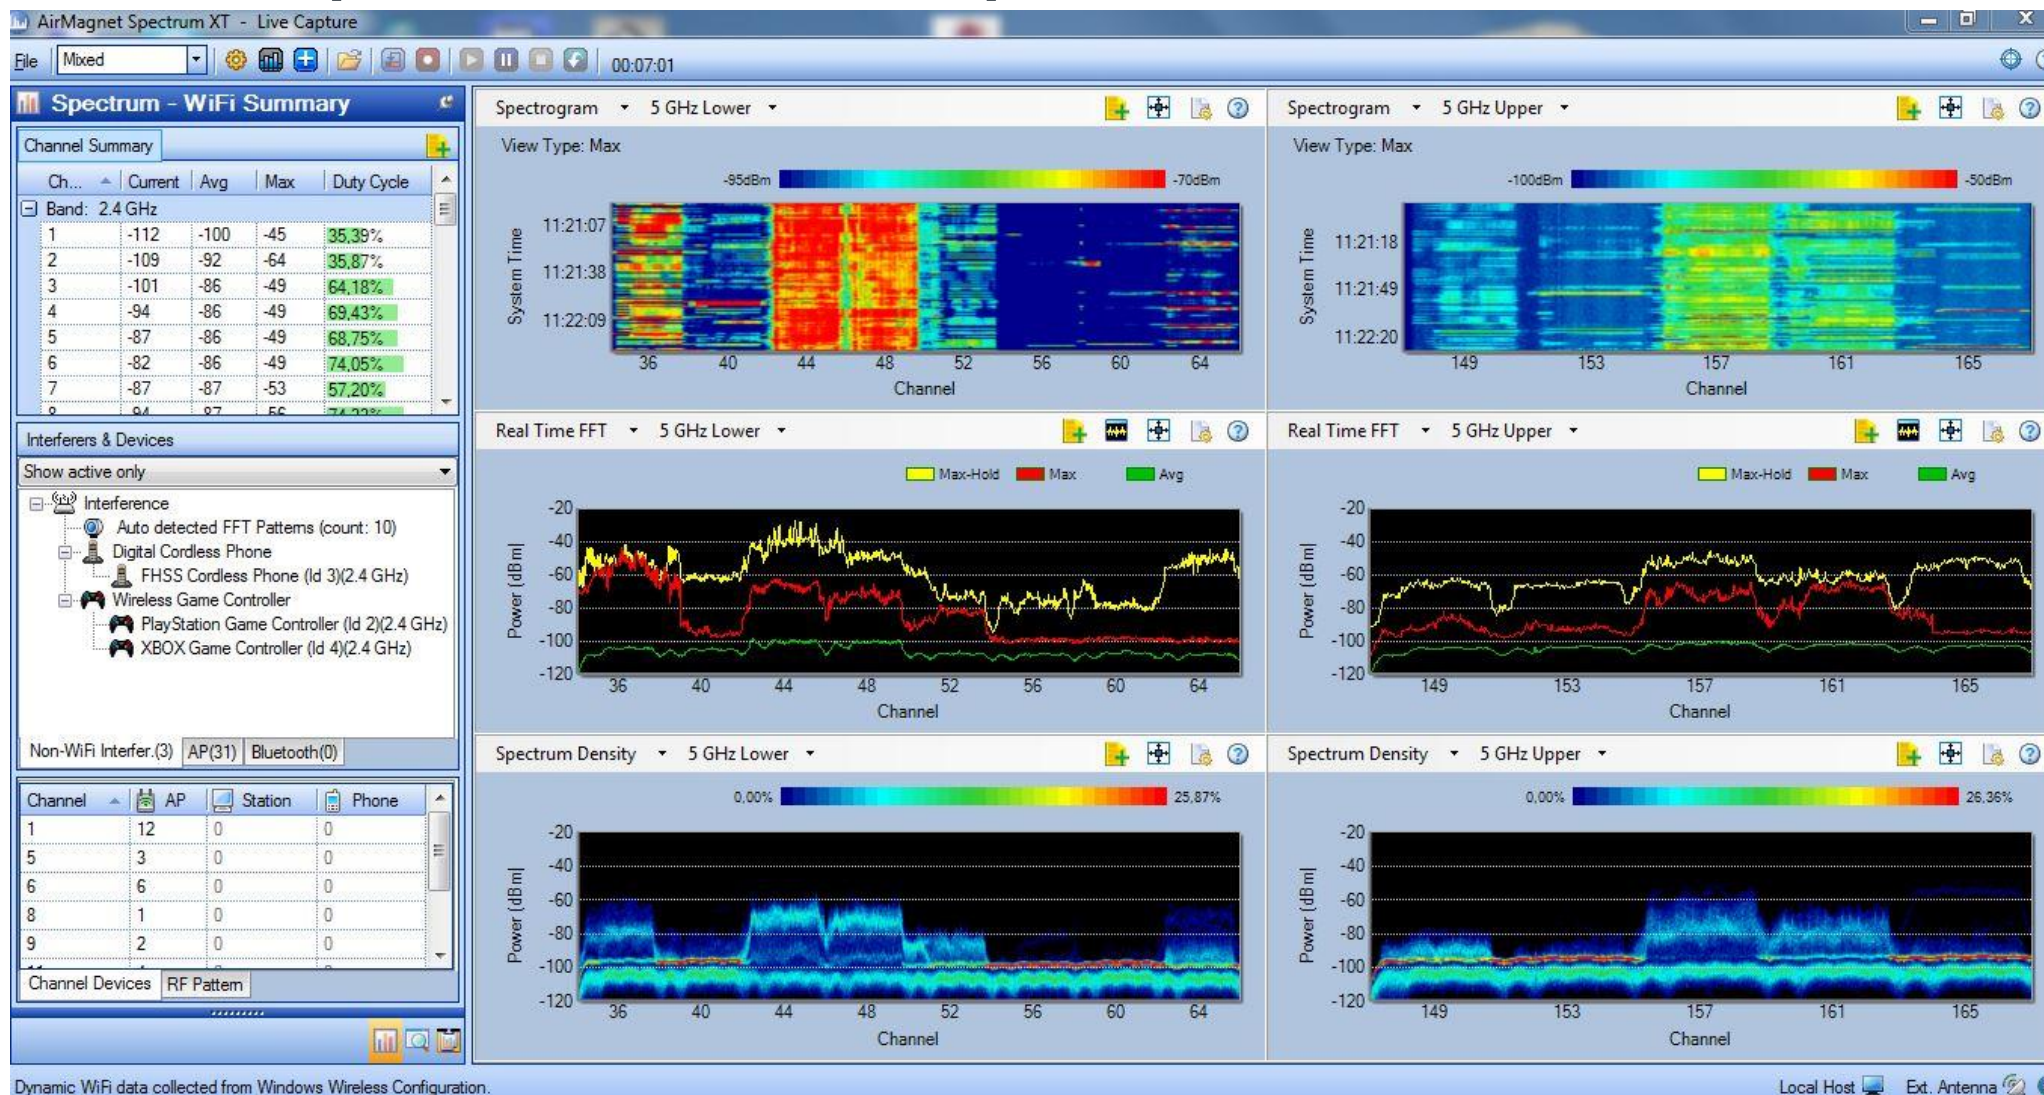 AirMagnet Spectrum XT - Live Capture
File Mixed 00:07:01
Spectrum - WiFi Summary
Channel Summary
Ch... Current Avg Max Duty Cycle
Band: 2.4 GHz
1 -112 -100 -45 35,39%
2 -109 -92 -64 35,87%
3 -101 -86 -49 64,18%
4 -94 -86 -49 69,43%
5 -87 -86 -49 68,75%
6 -82 -86 -49 74,05%
7 -87 -87 -53 57,20%
Interferers & Devices
Show active only
Interference
Auto detected FFT Patterns (count: 10)
Digital Cordless Phone
FHSS Cordless Phone (Id 3)(2.4 GHz)
Wireless Game Controller
PlayStation Game Controller (Id 2)(2.4 GHz)
XBOX Game Controller (Id 4)(2.4 GHz)
Non-WiFi Interfer.(3) AP(31) Bluetooth(0)
Channel AP Station Phone
1 12 0 0
5 3 0 0
6 6 0 0
8 1 0 0
9 2 0 0
Channel Devices RF Pattern
Spectrogram 5 GHz Lower
View Type: Max
-95dBm -70dBm
System Time
11:21:07
11:21:38
11:22:09
36 40 44 48 52 56 60 64
Channel
Spectrogram 5 GHz Upper
View Type: Max
-100dBm -50dBm
System Time
11:21:18
11:21:49
11:22:20
149 153 157 161 165
Channel
Real Time FFT 5 GHz Lower
Max-Hold Max Avg
Power (dBm)
-20
-40
-60
-80
-100
-120
36 40 44 48 52 56 60 64
Channel
Real Time FFT 5 GHz Upper
Max-Hold Max Avg
Power (dBm)
-20
-40
-60
-80
-100
-120
149 153 157 161 165
Channel
Spectrum Density 5 GHz Lower
0,00% 25,87%
Power (dBm)
-20
-40
-60
-80
-100
-120
36 40 44 48 52 56 60 64
Channel
Spectrum Density 5 GHz Upper
0,00% 26,36%
Power (dBm)
-20
-40
-60
-80
-100
-120
149 153 157 161 165
Channel
Dynamic WiFi data collected from Windows Wireless Configuration.
Local Host Ext. Antenna